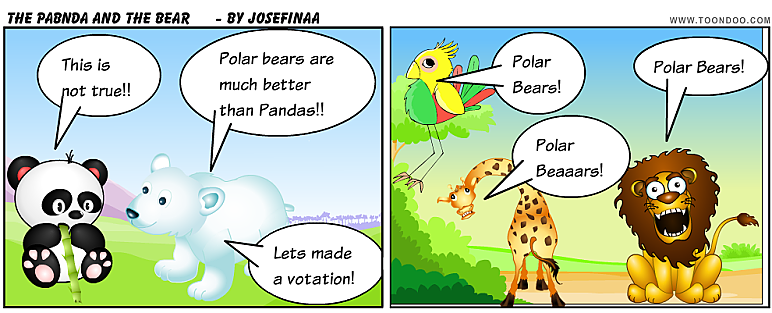 THE PABNDA AND THE BEAR - BY JOSEFINAA
WWW.TOONDOO.COM
This is
not true!!
Polar bears are
much better
than Pandas!!
Lets made
a votation!
Polar
Bears!
Polar
Beaaars!
Polar Bears!